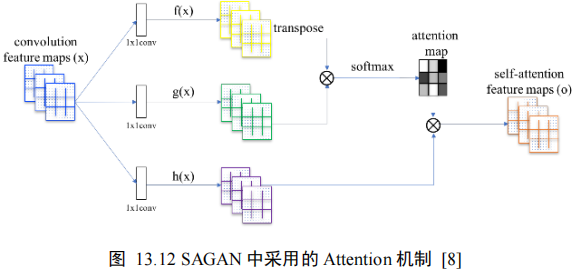 convolution
feature maps (x)
1x1conv
f(x)
transpose
1x1conv
g(x)
softmax
attention
map
self-attention
feature maps (o)
1x1conv
h(x)
图 13.12 SAGAN 中采用的 Attention 机制 [8]